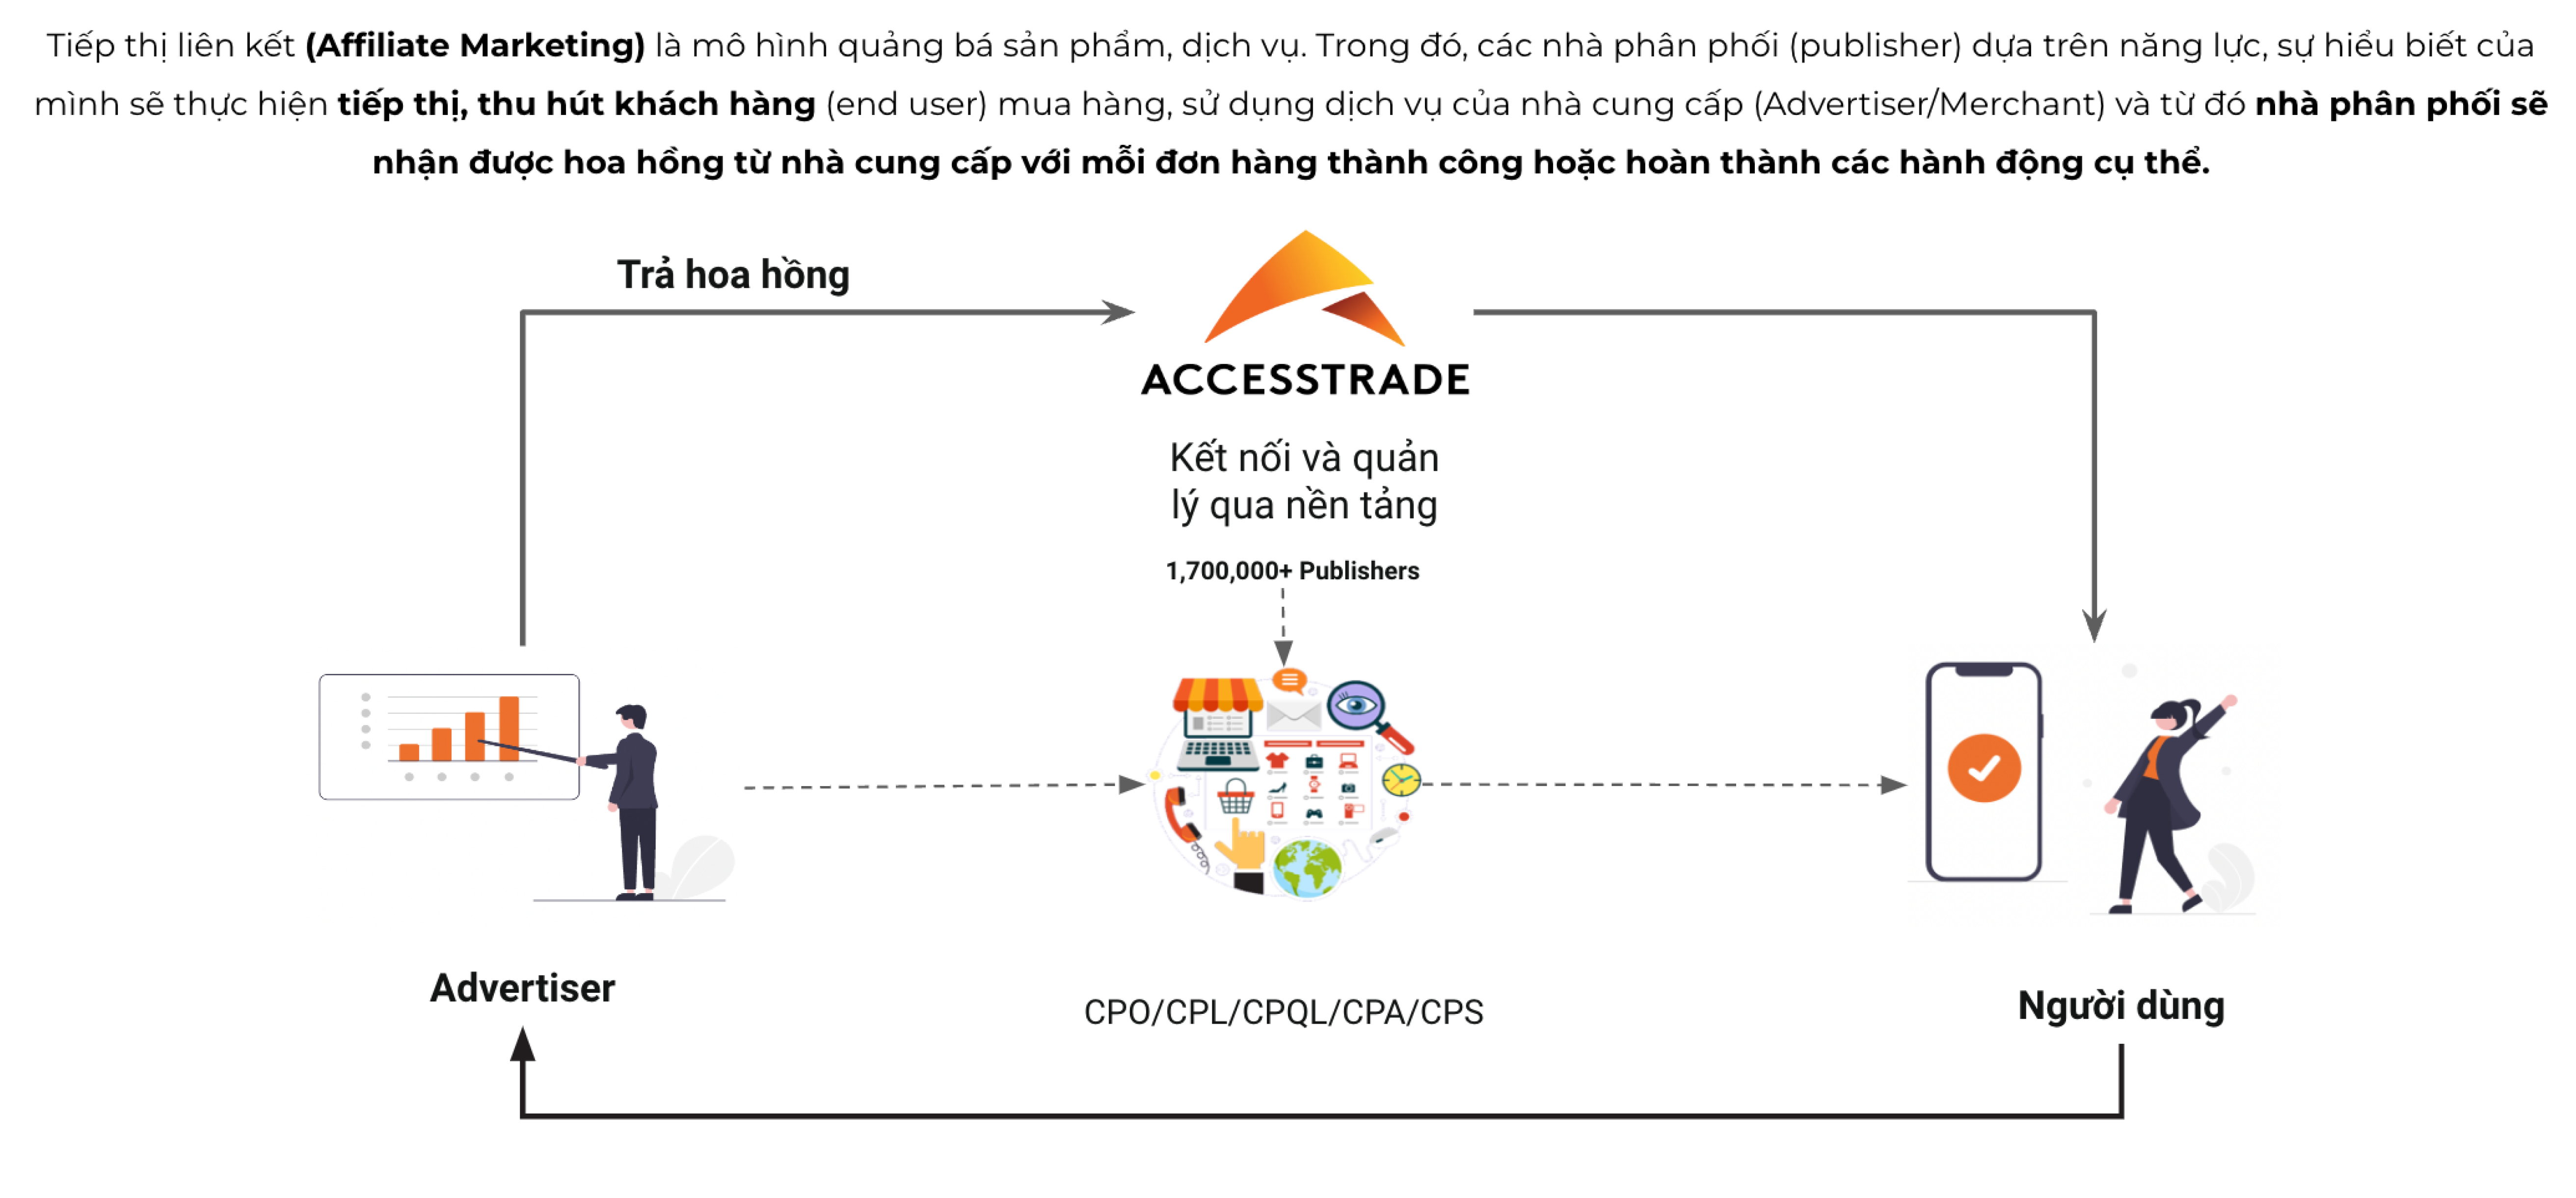 Tiếp thị liên kết (Affiliate Marketing) là mô hình quảng bá sản phẩm, dịch vụ. Trong đó, các nhà phân phối (publisher) dựa trên năng lực, sự hiểu biết của
mình sẽ thực hiện tiếp thị, thu hút khách hàng (end user) mua hàng, sử dụng dịch vụ của nhà cung cấp (Advertiser/Merchant) và từ đó nhà phân phối sẽ
nhận được hoa hồng từ nhà cung cấp với mỗi đơn hàng thành công hoặc hoàn thành các hành động cụ thể.
Trả hoa hồng
ACCESSTRADE
Kết nối và quản
lý qua nền tảng
1,700,000+ Publishers
Advertiser
CPO/CPL/CPQL/CPA/CPS
Người dùng